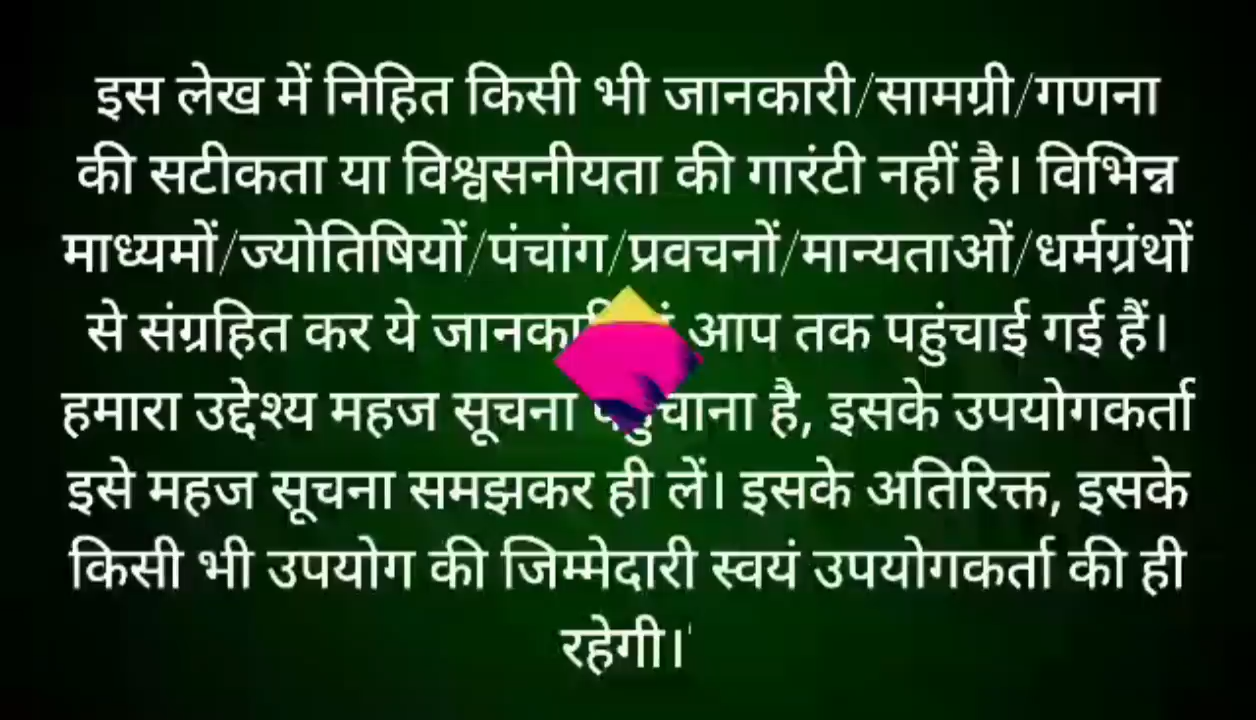 इस लेख में निहित किसी भी जानकारी/सामग्री/गणना
की सटीकता या विश्वसनीयता की गारंटी नहीं है। विभिन्न
माध्यमों/ज्योतिषियों/पंचांग/प्रवचनों/मान्यताओं/धर्मग्रंथों
से संग्रहित कर ये आप तक पहुंचाई गई हैं।
हमारा उद्देश्य महज सूचना है, इसके उपयोगकर्ता
इसे महज सूचना समझकर ही लें। इसके अतिरिक्त, इसके
किसी भी उपयोग की जिम्मेदारी स्वयं उपयोगकर्ता की ही
रहेगी।'